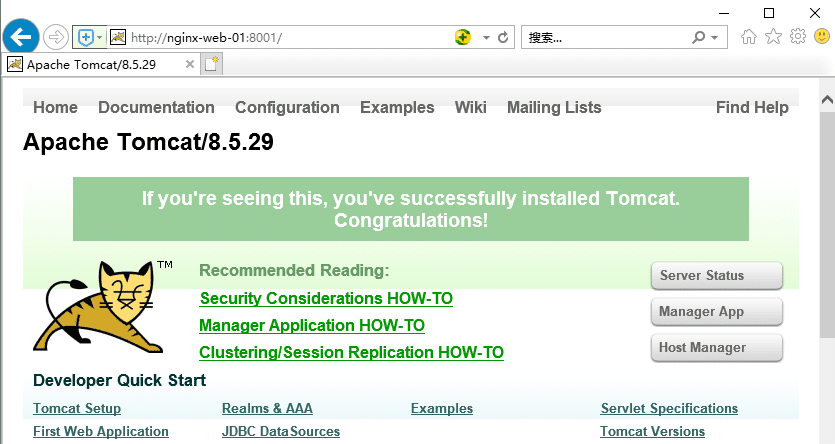 http://nginx-web-01:8001/
搜索...
Apache Tomcat/8.5.29
Home Documentation Configuration Examples Wiki Mailing Lists Find Help
Apache Tomcat/8.5.29
If you're seeing this, you've successfully installed Tomcat.
Congratulations!
TM
Recommended Reading:
Security Considerations HOW-TO
Manager Application HOW-TO
Clustering/Session Replication HOW-TO
Server Status
Manager App
Host Manager
Developer Quick Start
Tomcat Setup Realms & AAA Examples Servlet Specifications
First Web Application JDBC DataSources Tomcat Versions